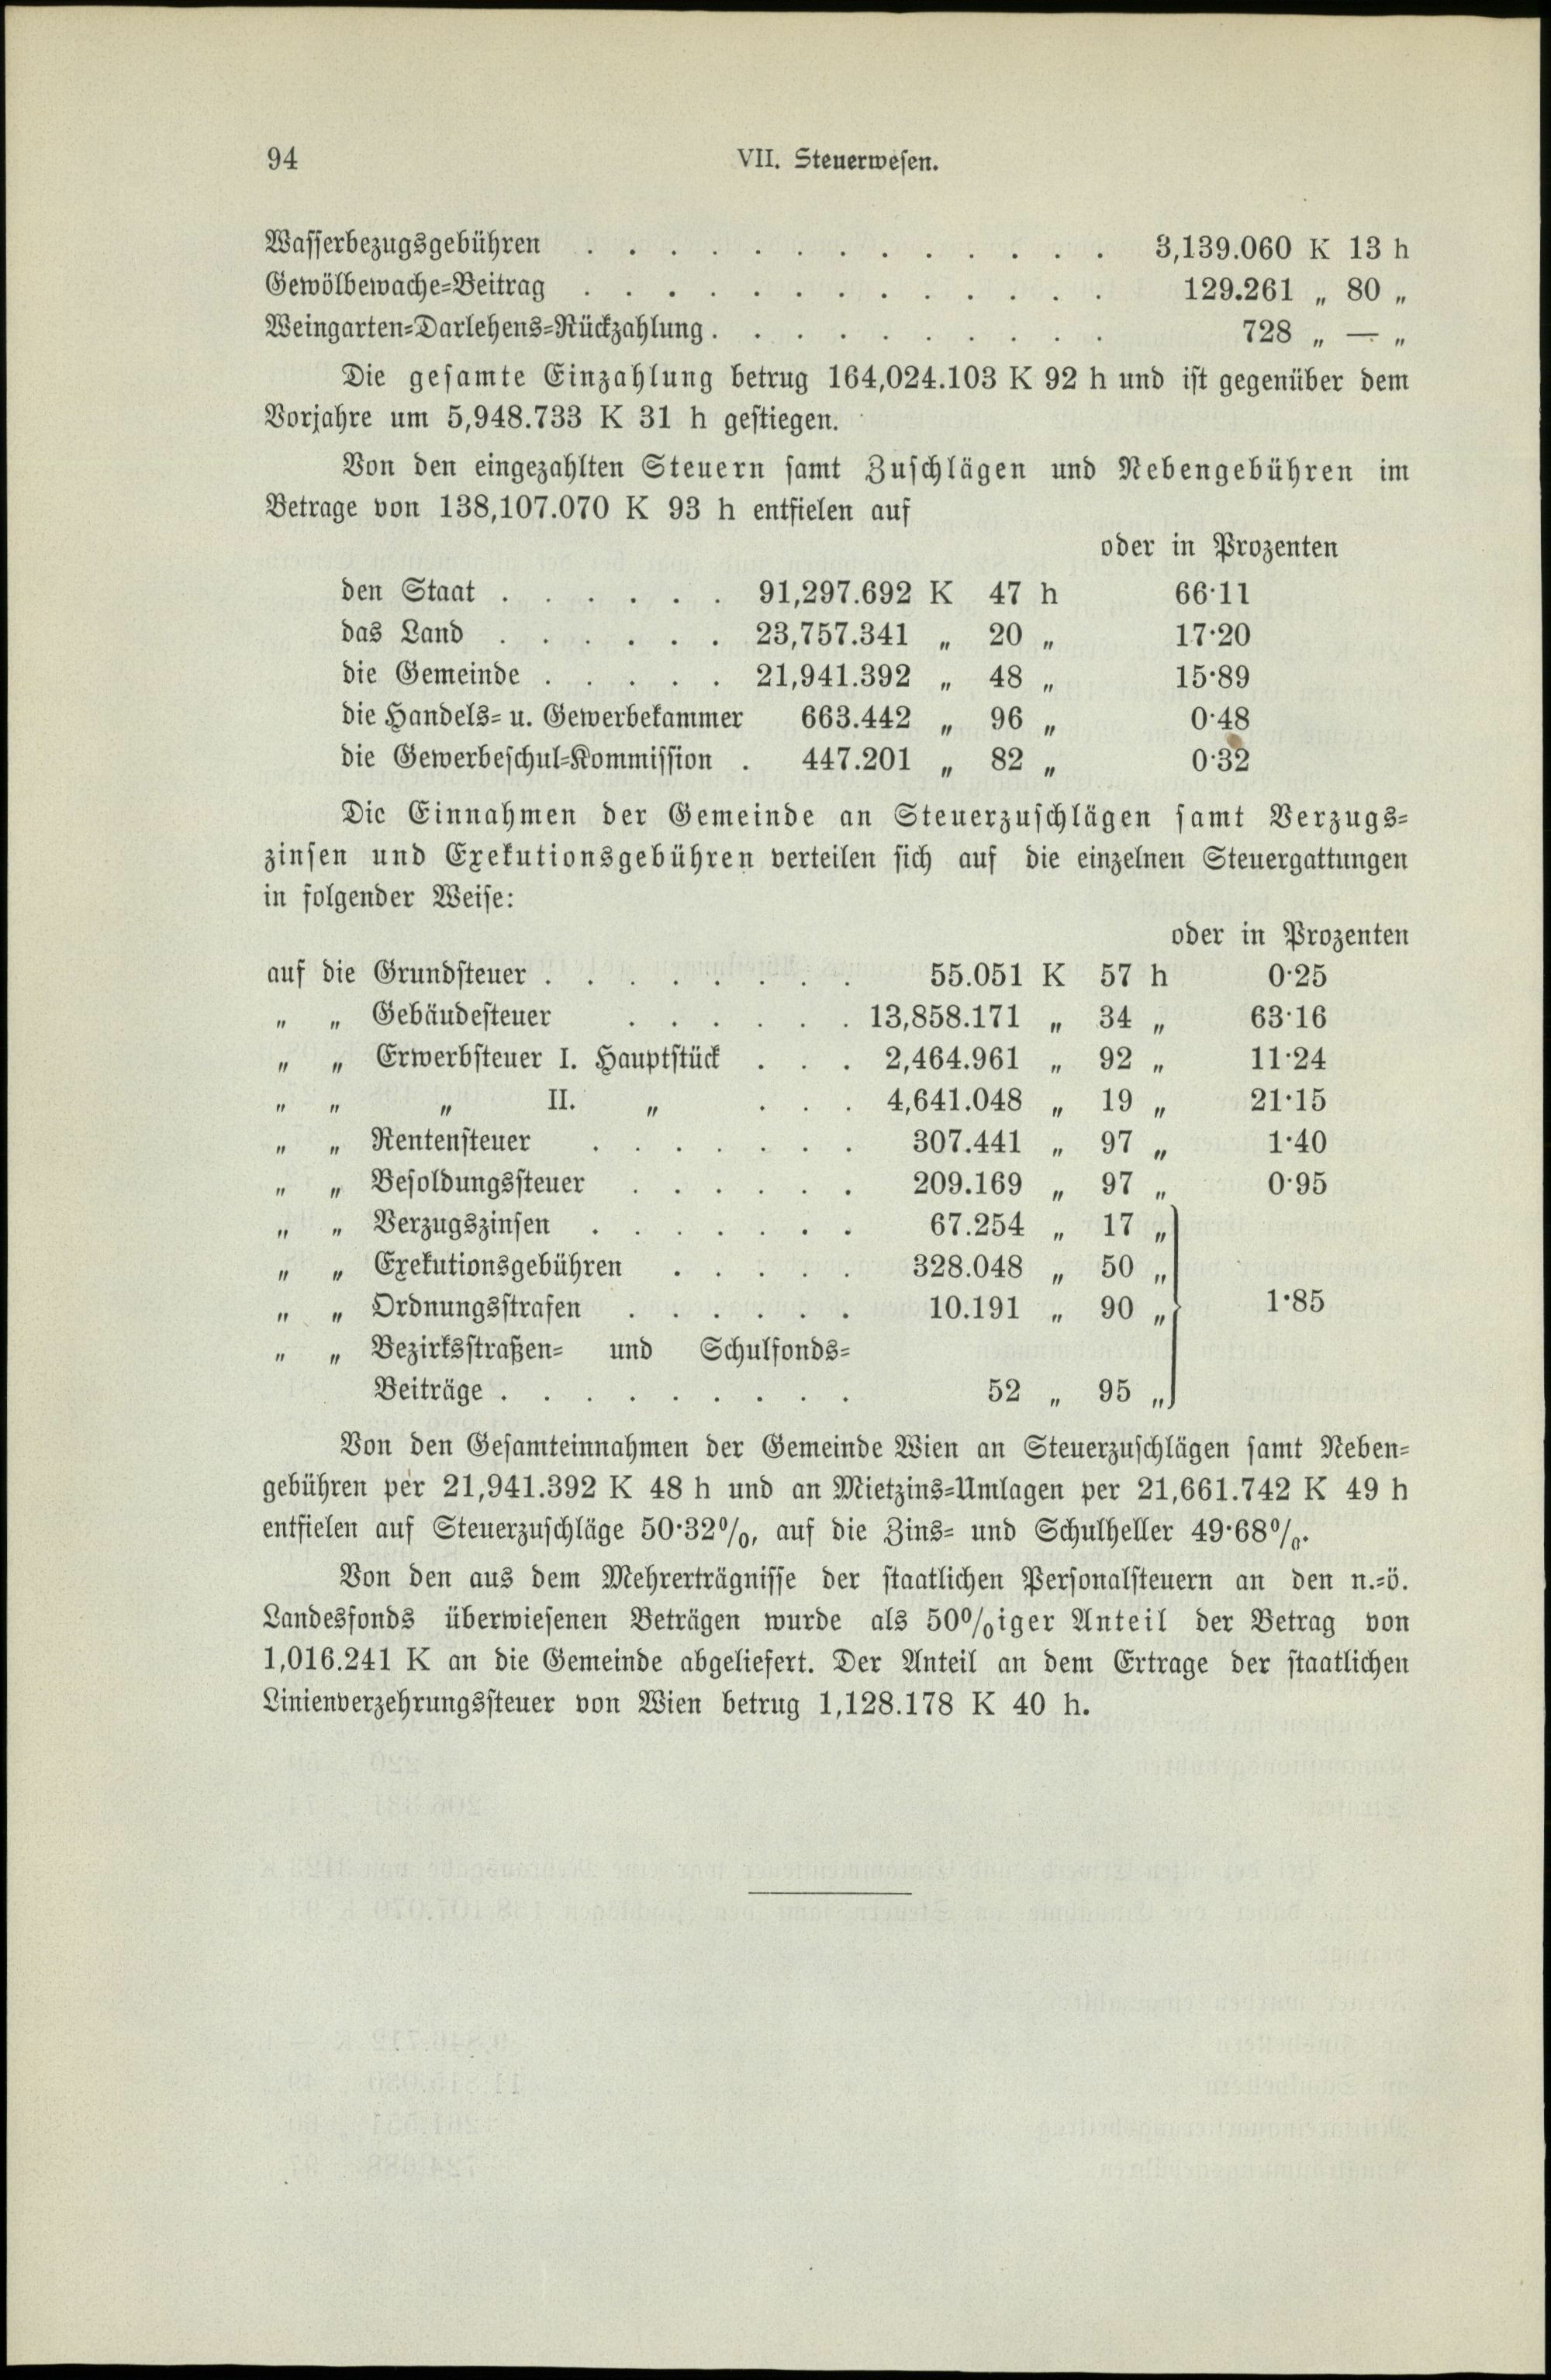 94 VII. Steuerwesen.
Wasserbezugsgebühren . . . . . . . . . . . . . 3,139.060 K 13 h
Gewölbewache-Beitrag . . . . . . . . . . . . . 129.261 „ 80 „
Weingarten-Darlehens-Rückzahlung . . . . . . . . . . 728 „ — „
Die gesamte Einzahlung betrug 164,024.103 K 92 h und ist gegenüber dem
Vorjahre um 5,948.733 K 31 h gestiegen.
Von den eingezahlten Steuern samt Zuschlägen und Nebengebühren im
Betrage von 138,107.070 K 93 h entfielen auf
oder in Prozenten
den Staat . . . . . . 91,297.692 K 47 h 66·11
das Land . . . . . . 23,757.341 „ 20 „ 17·20
die Gemeinde . . . . . 21,941.392 „ 48 „ 15·89
die Handels- u. Gewerbekammer 663.442 „ 96 „ 0·48
die Gewerbeschul-Kommission . 447.201 „ 82 „ 0·32
Die Einnahmen der Gemeinde an Steuerzuschlägen samt Verzugs-
zinsen und Exekutionsgebühren verteilen sich auf die einzelnen Steuergattungen
in folgender Weise:
oder in Prozenten
auf die Grundsteuer . . . . . . . . 55.051 K 57 h 0·25
„ „ Gebäudesteuer . . . . . . 13,858.171 „ 34 „ 63·16
„ „ Erwerbsteuer I. Hauptstück . . . 2,464.961 „ 92 „ 11·24
„ „ „ II. „ . . . 4,641.048 „ 19 „ 21·15
„ „ Rentensteuer . . . . . . . 307.441 „ 97 „ 1·40
„ „ Besoldungssteuer . . . . . . 209.169 „ 97 „ 0·95
„ „ Verzugszinsen . . . . . . . 67.254 „ 17 „
„ „ Exekutionsgebühren . . . . . 328.048 „ 50 „
„ „ Ordnungsstrafen . . . . . . 10.191 „ 90 „ 1·85
„ „ Bezirksstraßen- und Schulfonds-
Beiträge . . . . . . . . . 52 „ 95 „
Von den Gesamteinnahmen der Gemeinde Wien an Steuerzuschlägen samt Neben-
gebühren per 21,941.392 K 48 h und an Mietzins-Umlagen per 21,661.742 K 49 h
entfielen auf Steuerzuschläge 50·32%, auf die Zins- und Schulheller 49·68%.
Von den aus dem Mehrerträgnisse der staatlichen Personalsteuern an den n.-ö.
Landesfonds überwiesenen Beträgen wurde als 50%iger Anteil der Betrag von
1,016.241 K an die Gemeinde abgeliefert. Der Anteil an dem Ertrage der staatlichen
Linienverzehrungssteuer von Wien betrug 1,128.178 K 40 h.